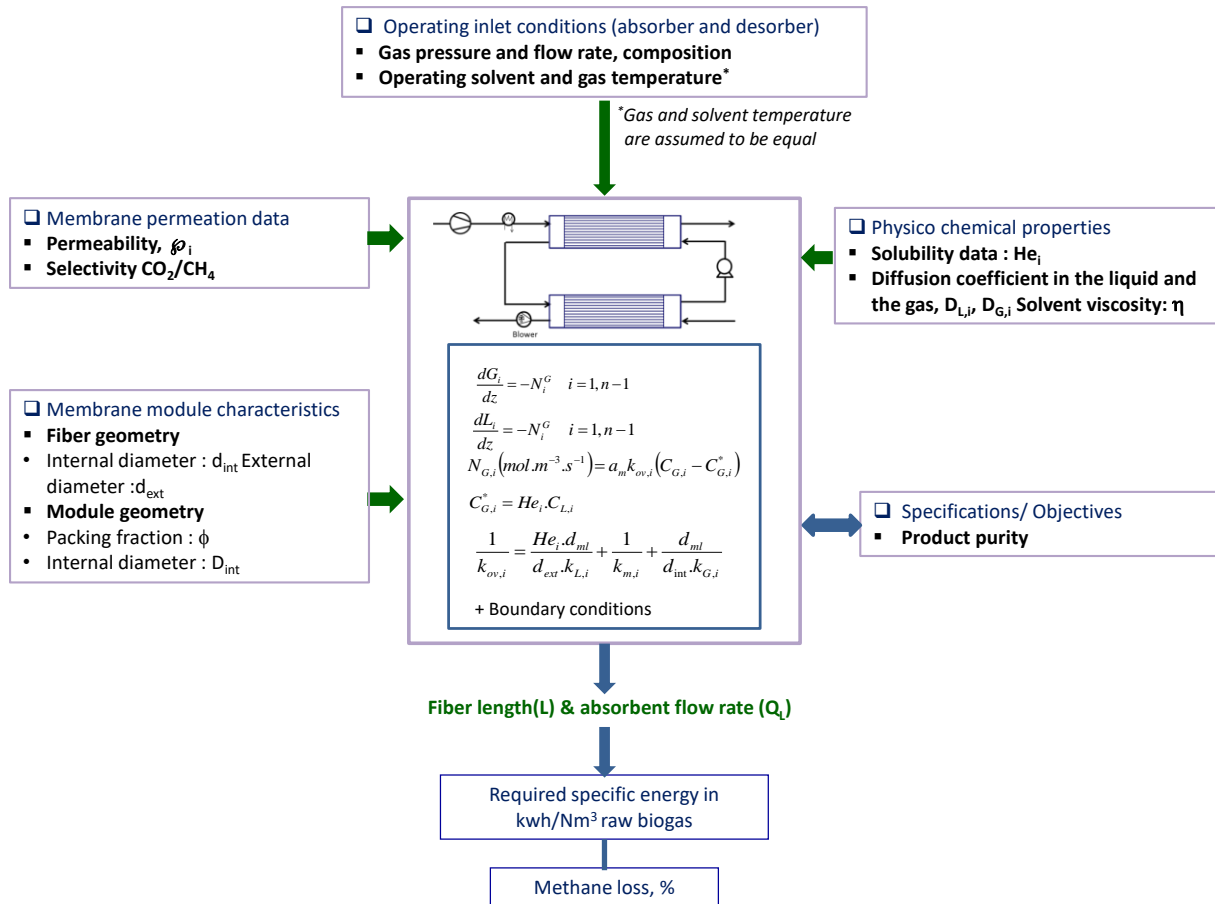 ❑ Operating inlet conditions (absorber and desorber)
▪ Gas pressure and flow rate, composition
▪ Operating solvent and gas temperature*
*Gas and solvent temperature
are assumed to be equal
❑ Membrane permeation data
▪ Permeability, ℘i
▪ Selectivity CO2/CH4
❑ Physico chemical properties
▪ Solubility data : Hei
▪ Diffusion coefficient in the liquid and
the gas, DL,i, DG,i Solvent viscosity: η
Blower
❑ Membrane module characteristics
▪ Fiber geometry
• Internal diameter : dint External
diameter :dext
▪ Module geometry
• Packing fraction : ϕ
• Internal diameter : Dint
dGi/dz = −NiG i = 1, n − 1
dLi/dz = −NiG i = 1, n − 1
NG,i(mol.m−3.s−1) = am kov,i(CG,i − C*G,i)
C*G,i = Hei.CL,i
1/kov,i = Hei.dml/dext.kL,i + 1/km,i + dml/dint.kG,i
+ Boundary conditions
❑ Specifications/ Objectives
▪ Product purity
Fiber length(L) & absorbent flow rate (QL)
Required specific energy in
kwh/Nm3 raw biogas
Methane loss, %